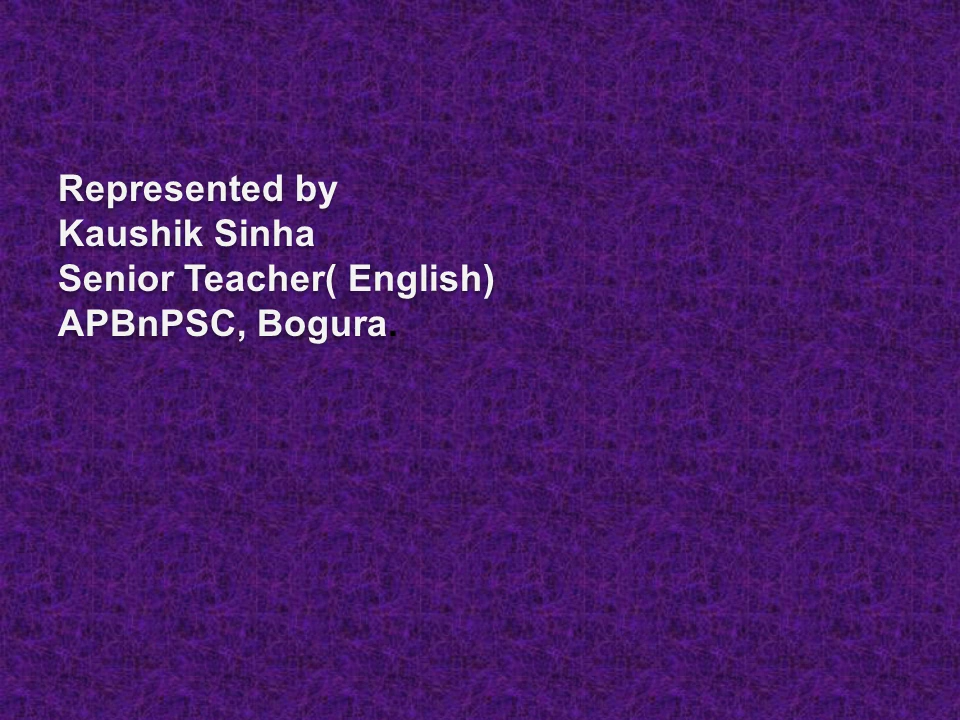 Represented by
Kaushik Sinha
Senior Teacher( English)
APBnPSC, Bogura.